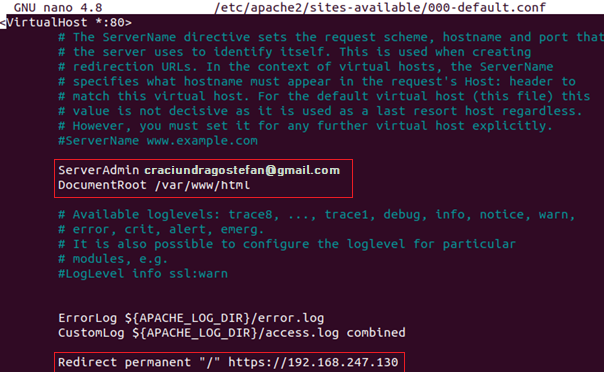 GNU nano 4.8 /etc/apache2/sites-available/000-default.conf
<VirtualHost *:80>
# The ServerName directive sets the request scheme, hostname and port that
# the server uses to identify itself. This is used when creating
# redirection URLs. In the context of virtual hosts, the ServerName
# specifies what hostname must appear in the request's Host: header to
# match this virtual host. For the default virtual host (this file) this
# value is not decisive as it is used as a last resort host regardless.
# However, you must set it for any further virtual host explicitly.
#ServerName www.example.com
ServerAdmin craciundragostefan@gmail.com
DocumentRoot /var/www/html
# Available loglevels: trace8, ..., trace1, debug, info, notice, warn,
# error, crit, alert, emerg.
# It is also possible to configure the loglevel for particular
# modules, e.g.
#LogLevel info ssl:warn
ErrorLog ${APACHE_LOG_DIR}/error.log
CustomLog ${APACHE_LOG_DIR}/access.log combined
Redirect permanent "/" https://192.168.247.130